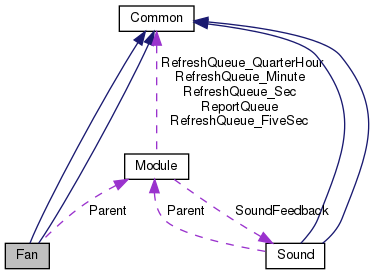 Common
RefreshQueue_QuarterHour
RefreshQueue_Minute
RefreshQueue_Sec
ReportQueue
RefreshQueue_FiveSec
Module
Parent
Parent
SoundFeedback
Fan
Sound